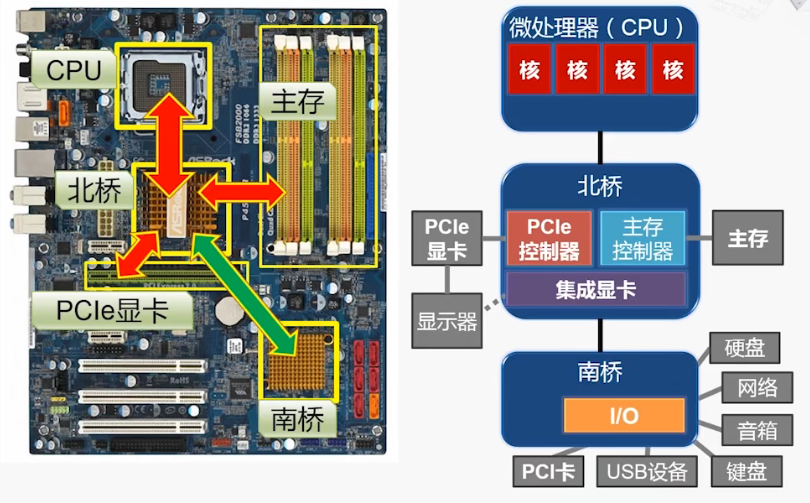 CPU
主存
北桥
PCIe显卡
南桥
FSB2000
ASRock
微处理器（CPU）
核 核 核 核
北桥
PCIe
显卡
PCIe
控制器
主存
控制器
主存
集成显卡
显示器
南桥
I/O
硬盘
网络
音箱
键盘
PCI卡
USB设备